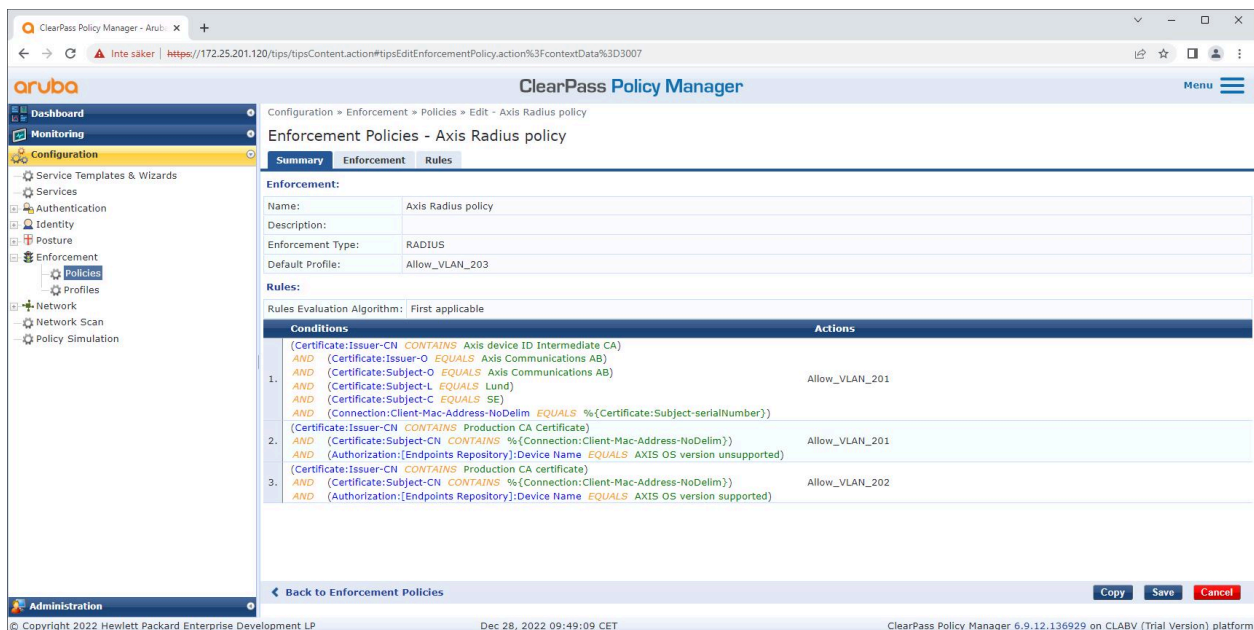 ClearPass Policy Manager - Arub
Inte säker | https://172.25.201.120/tips/tipsContent.action#tipsEditEnforcementPolicy.action%3FcontextData%3D3007
aruba
ClearPass Policy Manager
Menu
Dashboard
Monitoring
Configuration
Service Templates & Wizards
Services
Authentication
Identity
Posture
Enforcement
Policies
Profiles
Network
Network Scan
Policy Simulation
Administration
Configuration » Enforcement » Policies » Edit - Axis Radius policy
Enforcement Policies - Axis Radius policy
Summary Enforcement Rules
Enforcement:
Name: Axis Radius policy
Description:
Enforcement Type: RADIUS
Default Profile: Allow_VLAN_203
Rules:
Rules Evaluation Algorithm: First applicable
Conditions Actions
(Certificate:Issuer-CN CONTAINS Axis device ID Intermediate CA)
AND (Certificate:Issuer-O EQUALS Axis Communications AB)
AND (Certificate:Subject-O EQUALS Axis Communications AB)
1. AND (Certificate:Subject-L EQUALS Lund) Allow_VLAN_201
AND (Certificate:Subject-C EQUALS SE)
AND (Connection:Client-Mac-Address-NoDelim EQUALS %{Certificate:Subject-serialNumber})
(Certificate:Issuer-CN CONTAINS Production CA Certificate)
2. AND (Certificate:Subject-CN CONTAINS %{Connection:Client-Mac-Address-NoDelim}) Allow_VLAN_201
AND (Authorization:[Endpoints Repository]:Device Name EQUALS AXIS OS version unsupported)
(Certificate:Issuer-CN CONTAINS Production CA certificate)
3. AND (Certificate:Subject-CN CONTAINS %{Connection:Client-Mac-Address-NoDelim}) Allow_VLAN_202
AND (Authorization:[Endpoints Repository]:Device Name EQUALS AXIS OS version supported)
Back to Enforcement Policies
Copy Save Cancel
© Copyright 2022 Hewlett Packard Enterprise Development LP Dec 28, 2022 09:49:09 CET ClearPass Policy Manager 6.9.12.136929 on CLABV (Trial Version) platform